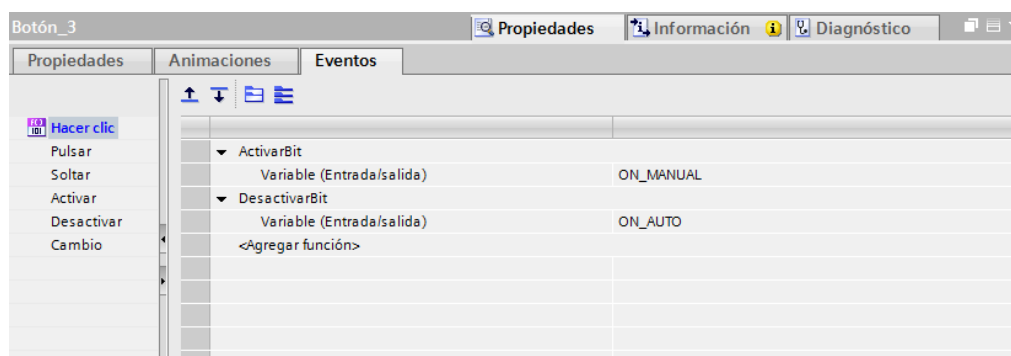 Botón_3
Propiedades Información Diagnóstico
Propiedades Animaciones Eventos
Hacer clic
Pulsar
Soltar
Activar
Desactivar
Cambio
ActivarBit
Variable (Entrada/salida) ON_MANUAL
DesactivarBit
Variable (Entrada/salida) ON_AUTO
<Agregar función>